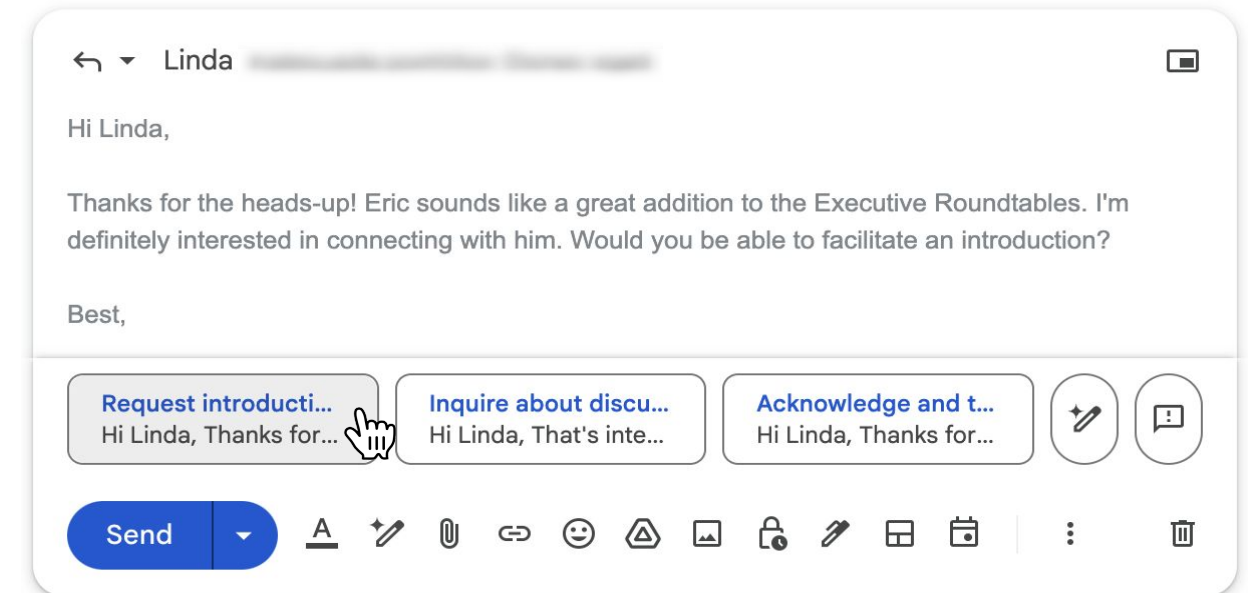 Linda
Hi Linda,
Thanks for the heads-up! Eric sounds like a great addition to the Executive Roundtables. I'm
definitely interested in connecting with him. Would you be able to facilitate an introduction?
Best,
Request introducti...
Hi Linda, Thanks for...
Inquire about discu...
Hi Linda, That's inte...
Acknowledge and t...
Hi Linda, Thanks for...
Send
A